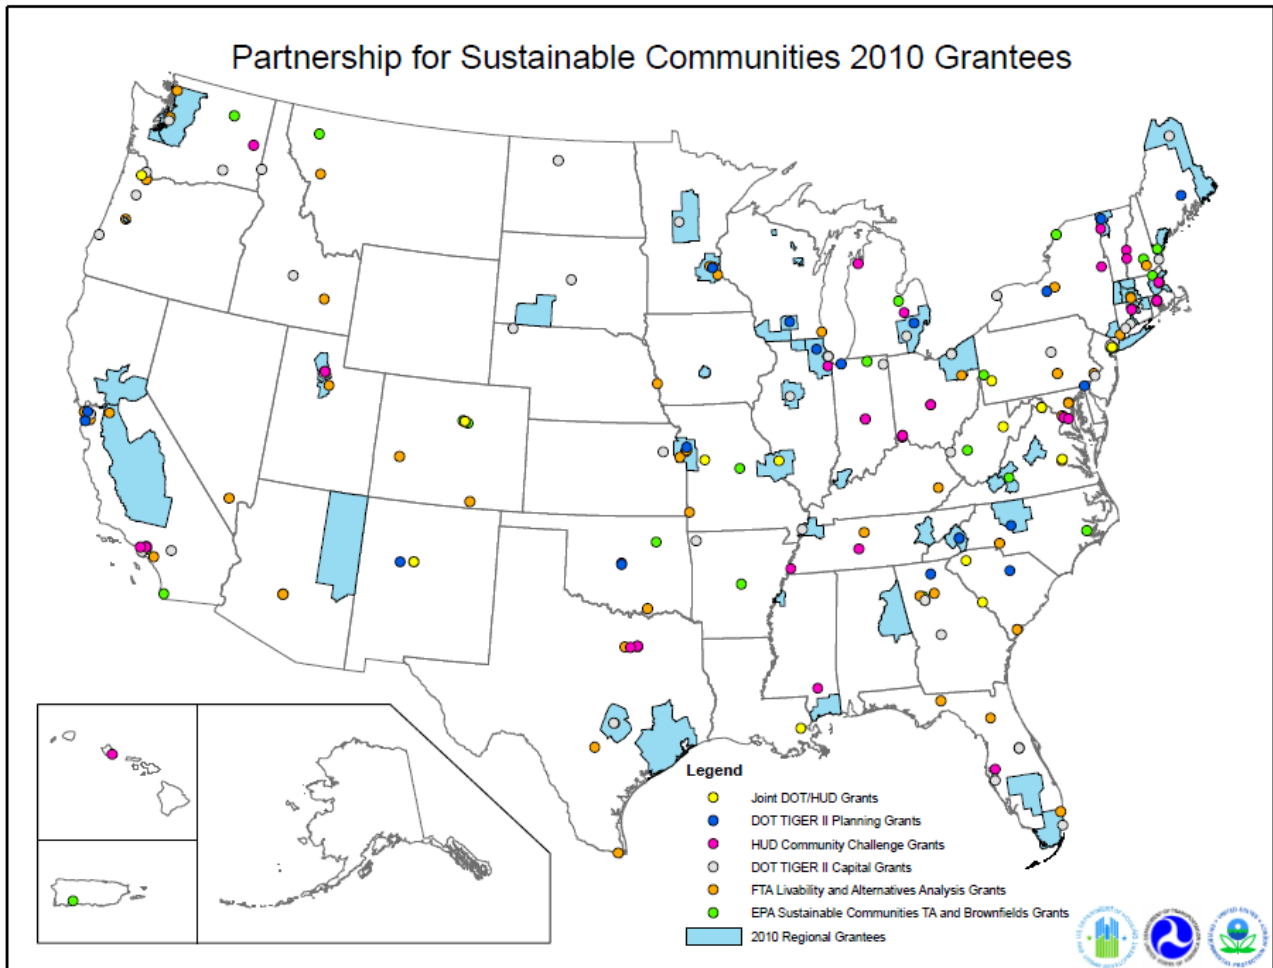 Partnership for Sustainable Communities 2010 Grantees
Legend
Joint DOT/HUD Grants
DOT TIGER II Planning Grants
HUD Community Challenge Grants
DOT TIGER II Capital Grants
FTA Livability and Alternatives Analysis Grants
EPA Sustainable Communities TA and Brownfields Grants
2010 Regional Grantees